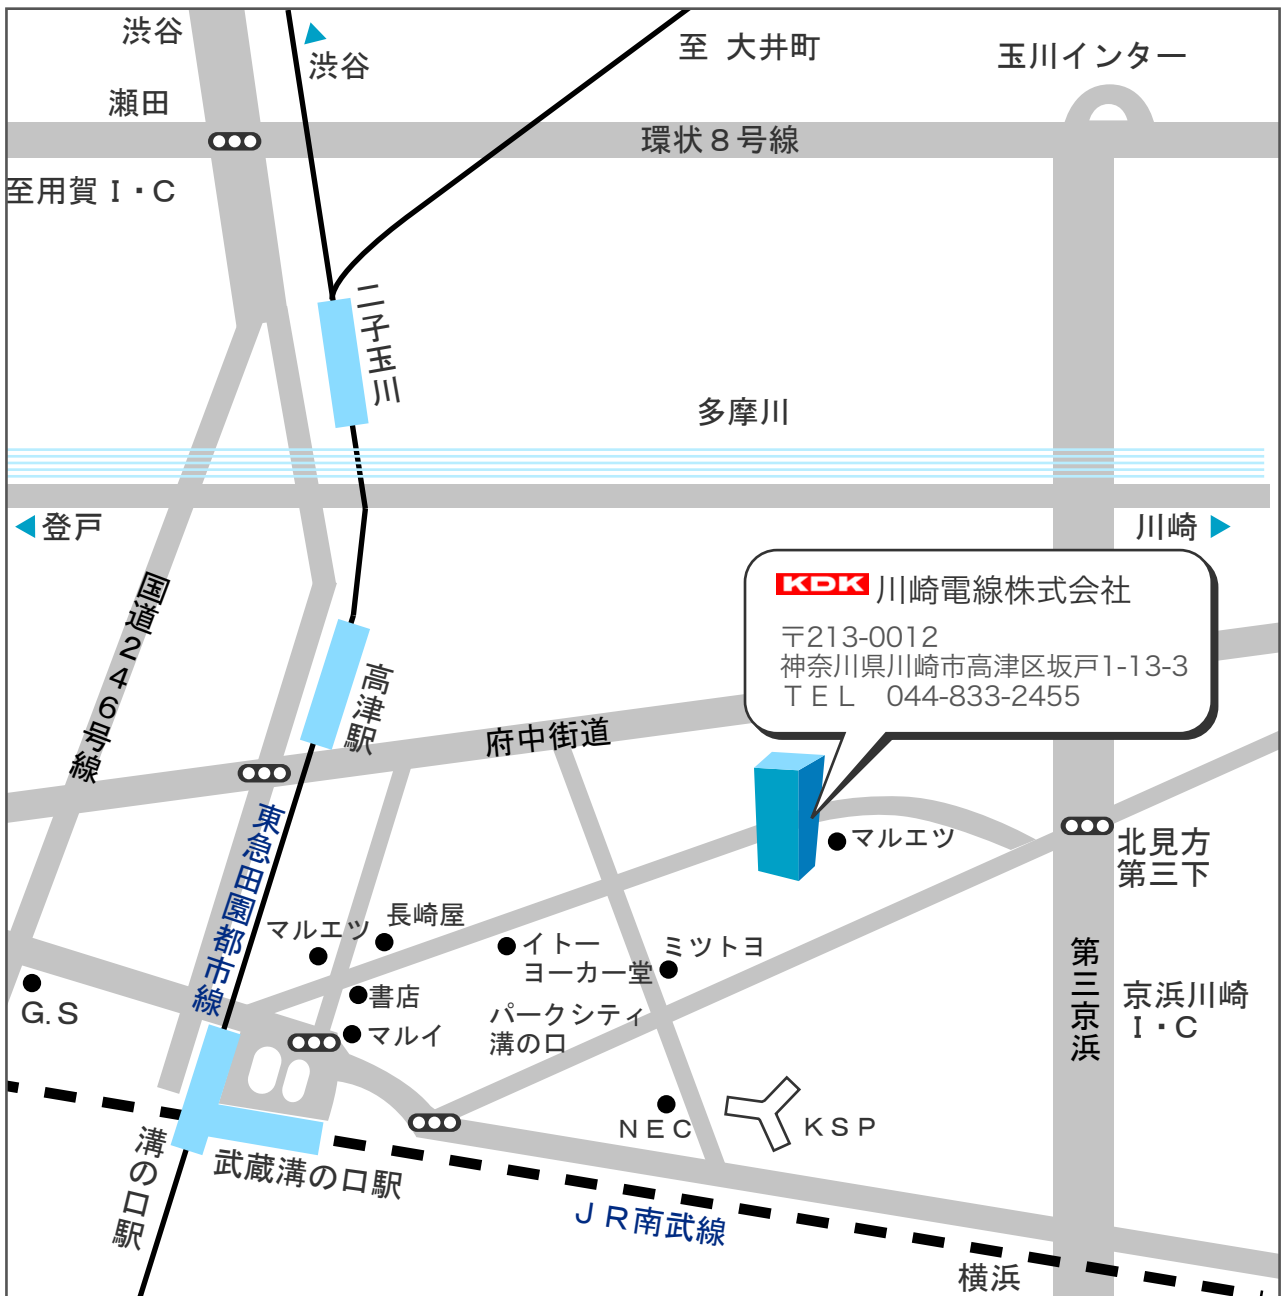 渋谷
渋谷
至 大井町
玉川インター
瀬田
環状8号線
至用賀 I・C
二子玉川
多摩川
登戸
川崎
国道246号線
KDK 川崎電線株式会社
〒213-0012
神奈川県川崎市高津区坂戸1-13-3
TEL 044-833-2455
高津駅
府中街道
東急田園都市線
マルエツ
北見方
第三下
マルエツ
長崎屋
イトー
ヨーカー堂
ミツトヨ
第三京浜
G.S
書店
マルイ
パークシティ
溝の口
京浜川崎
I・C
NEC
KSP
溝の口駅
武蔵溝の口駅
JR南武線
横浜